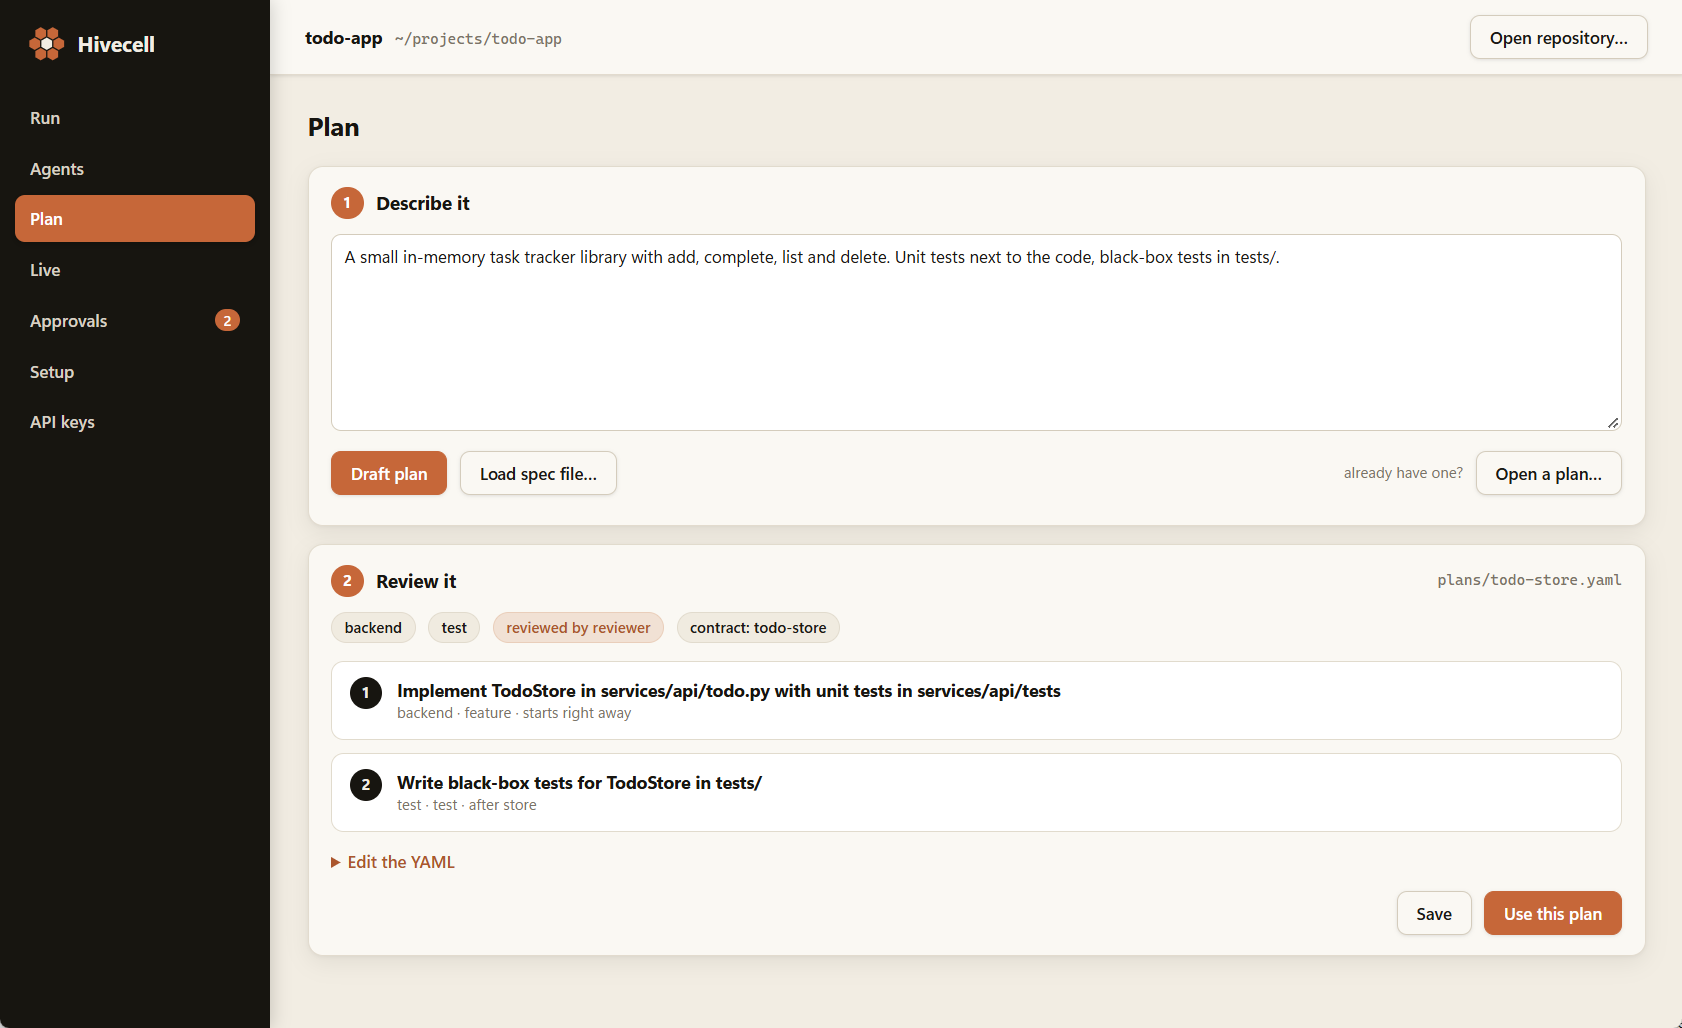 Hivecell
Run
Agents
Plan
Live
Approvals 2
Setup
API keys
todo-app ~/projects/todo-app
Open repository...
Plan
1 Describe it
A small in-memory task tracker library with add, complete, list and delete. Unit tests next to the code, black-box tests in tests/.
Draft plan
Load spec file...
already have one?
Open a plan...
2 Review it
plans/todo-store.yaml
backend
test
reviewed by reviewer
contract: todo-store
1 Implement TodoStore in services/api/todo.py with unit tests in services/api/tests
backend · feature · starts right away
2 Write black-box tests for TodoStore in tests/
test · test · after store
Edit the YAML
Save
Use this plan